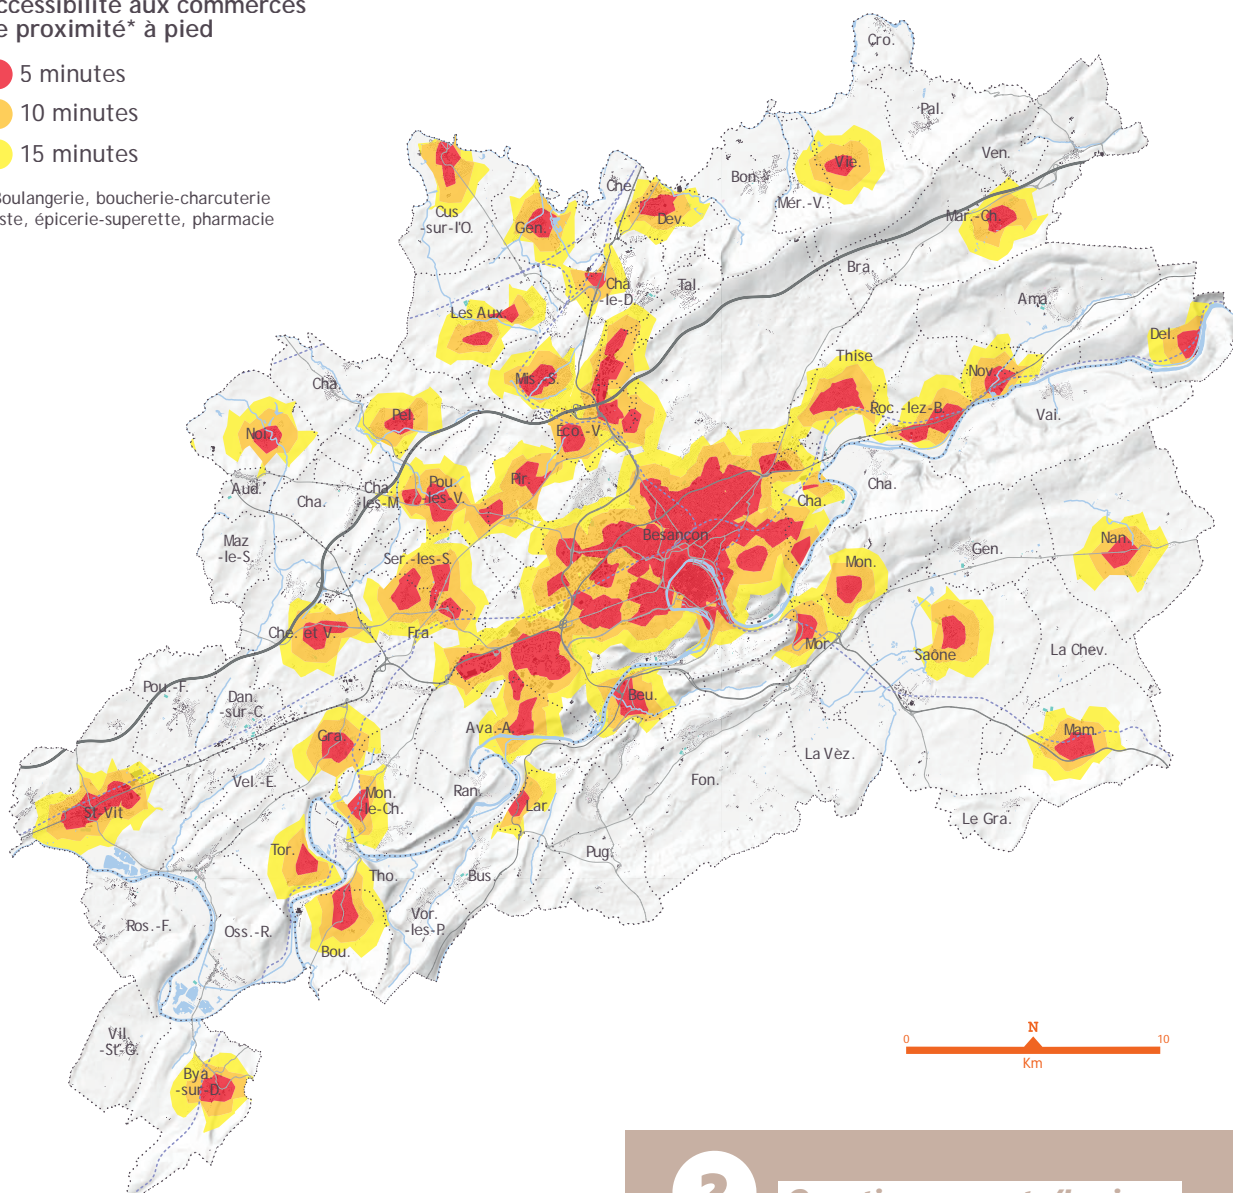 ccessibilité aux commerces
e proximité* à pied
5 minutes
10 minutes
15 minutes
Boulangerie, boucherie-charcuterie
ste, épicerie-superette, pharmacie
Cro.
Pal.
Ven.
Vie.
Bon.
Mér.-V.
Che.
Dev.
Mar.-Ch.
Cus
-sur-l'O.
Gen.
Bra.
Cha
-le-D.
Tal.
Ama.
Les Aux.
Del.
Thise
Nov.
Mis.-S.
Cha.
Roc.-lez-B.
Vai.
Pel.
Noi.
Éco.-V.
Pir.
Aud.
Cha.
Cha.
les-M.
Pou.
les-V.
Cha.
Cha.
Maz
-le-S.
Besançon
Nan.
Gen.
Ser.-les-S.
Mon.
Che. et V.
Fra.
Mor.
Saône
La Chev.
Pou.-F.
Dan.
-sur-C.
Beu.
Ava.-A.
Mam.
Gra.
La Vèz.
Vel.-E.
Fon.
Ran.
Mon.
-le-Ch.
Lar.
St-Vit
Le Gra.
Tor.
Pug.
Tho.
Bus.
Ros.-F.
Oss.-R.
Vor.
-les-P.
Bou.
Vil.
-St-G.
Bya.
-sur-D.
0 N 10
Km